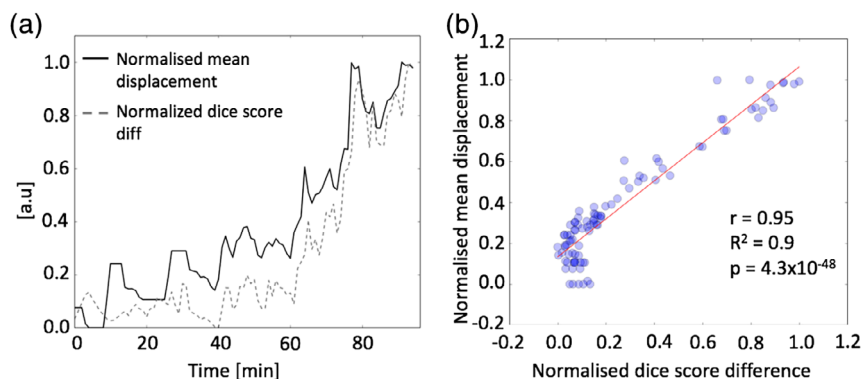 (a)
Normalised mean
displacement
Normalized dice score
diff
[a.u]
1.0
0.8
0.6
0.4
0.2
0.0
0
20
40
60
80
Time [min]
(b)
Normalised mean displacement
1.2
1.0
0.8
0.6
0.4
0.2
0.0
-0.2
r = 0.95
R² = 0.9
p = 4.3x10⁻⁴⁸
-0.2
0.0
0.2
0.4
0.6
0.8
1.0
1.2
Normalised dice score difference